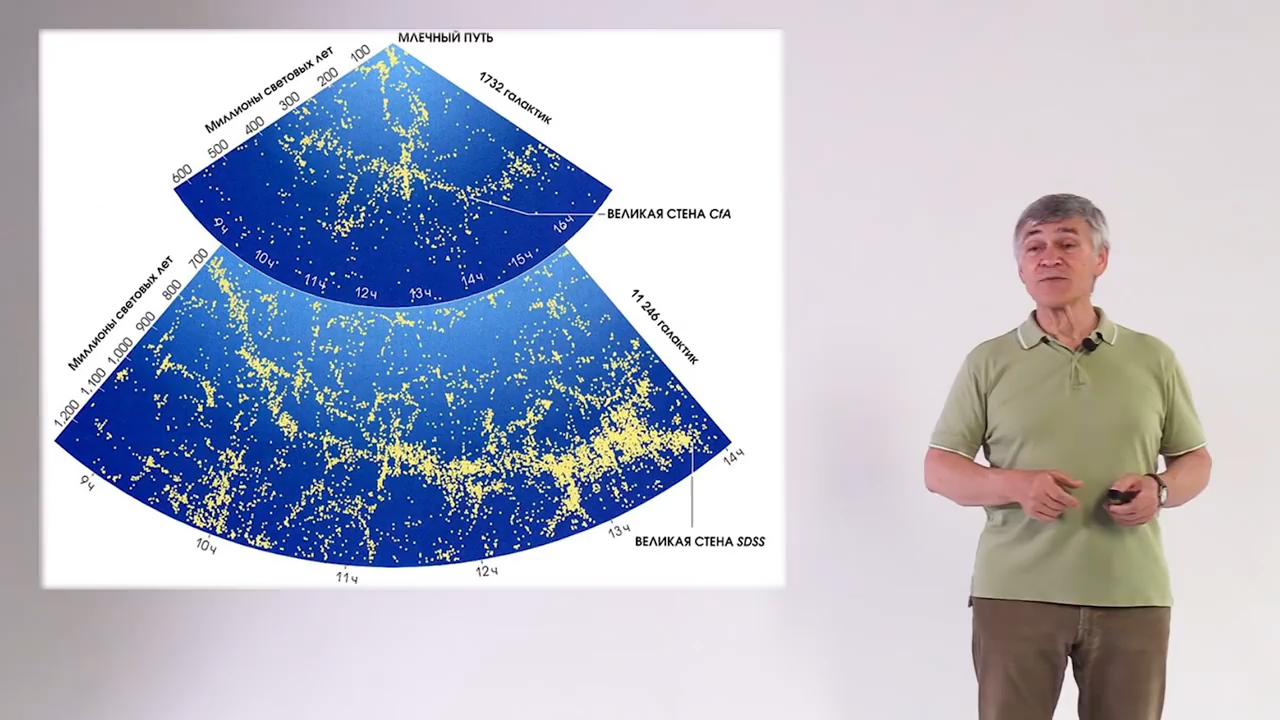 МЛЕЧНЫЙ ПУТЬ
Миллионы световых лет
100
200
300
400
500
600
1732 галактик
ВЕЛИКАЯ СТЕНА CfA
9ч
10ч
11ч
12ч
13ч
14ч
15ч
16ч
Миллионы световых лет
700
800
900
1,000
1,100
1,200
11 246 галактик
9ч
10ч
11ч
12ч
13ч
14ч
ВЕЛИКАЯ СТЕНА SDSS